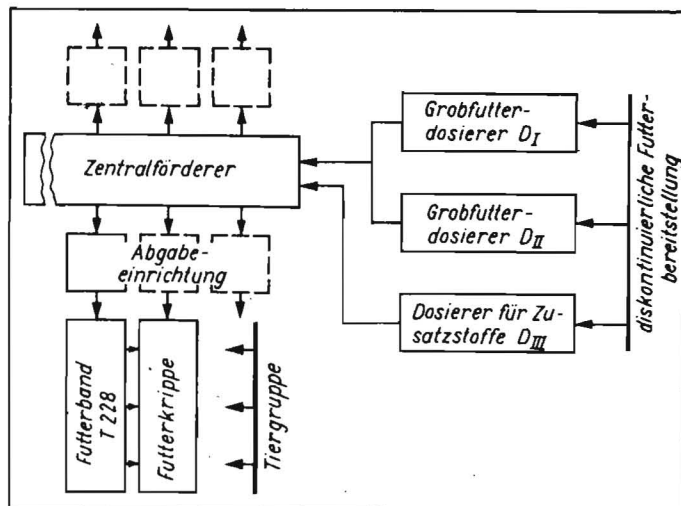 Grobfutter-
dosierer D_I
Zentralförderer
Grobfutter-
dosierer D_II
Abgabe-
einrichtung
Dosierer für Zu-
satzstoffe D_III
diskontinuierliche Futter-
bereitstellung
Futterband
T 228
Futterkrippe
Tiergruppe